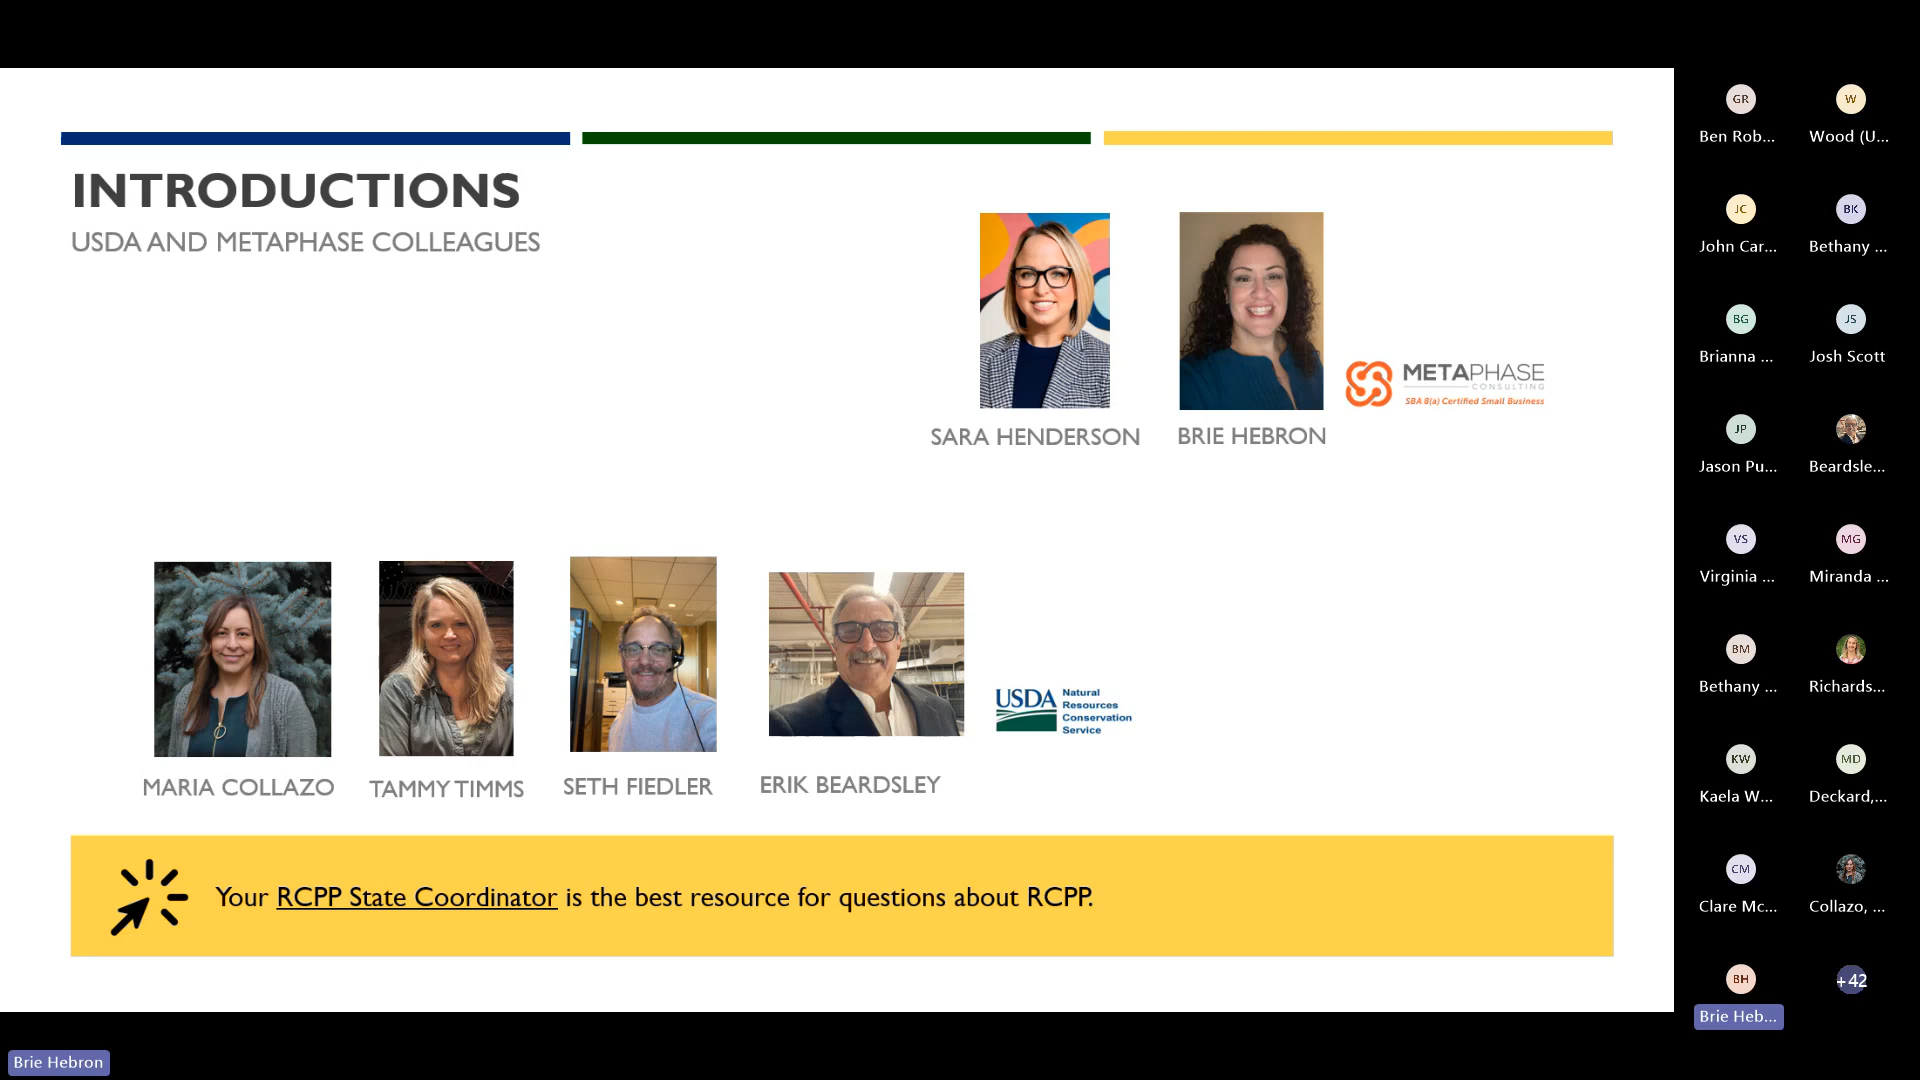 INTRODUCTIONS
USDA AND METAPHASE COLLEAGUES
METAPHASE
CONSULTING
SBA 8(a) Certified Small Business
SARA HENDERSON
BRIE HEBRON
USDA
Natural
Resources
Conservation
Service
MARIA COLLAZO
TAMMY TIMMS
SETH FIEDLER
ERIK BEARDSLEY
Your RCPP State Coordinator is the best resource for questions about RCPP.
GR
Ben Rob...
W
Wood (U...
JC
John Car...
BK
Bethany ...
BG
Brianna ...
JS
Josh Scott
JP
Jason Pu...
Beardsle...
VS
Virginia ...
MG
Miranda ...
BM
Bethany ...
Richards...
KW
Kaela W...
MD
Deckard,...
CM
Clare Mc...
Collazo, ...
BH
Brie Heb...
+42
Brie Hebron